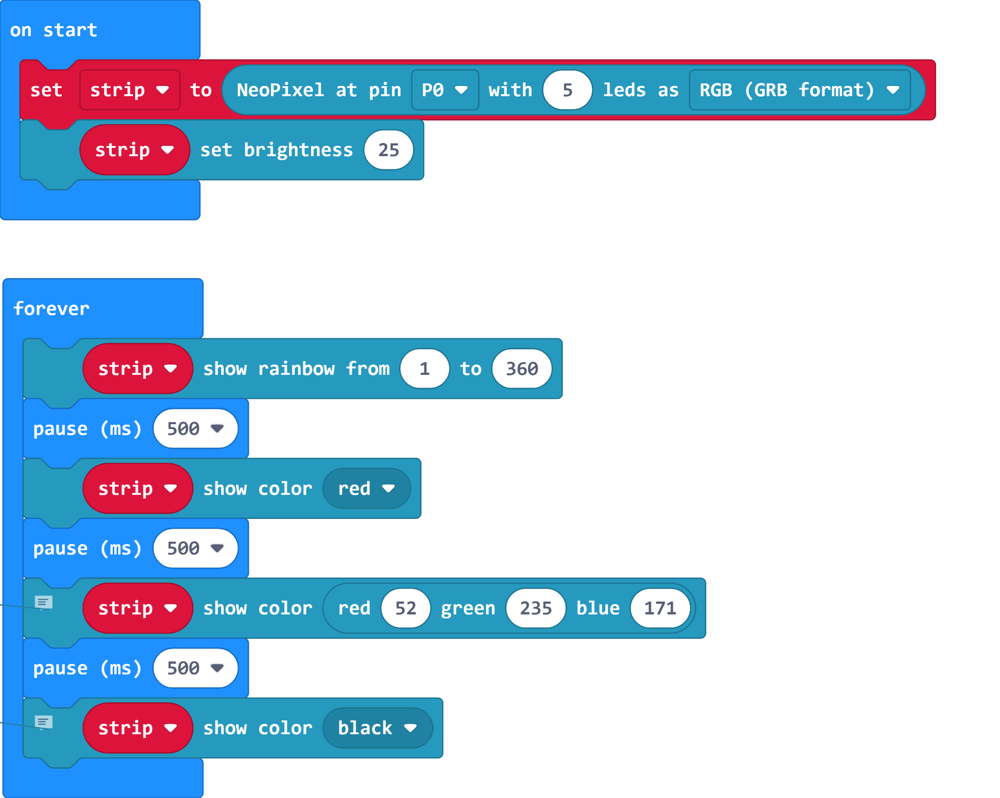 on start
set strip to NeoPixel at pin P0 with 5 leds as RGB (GRB format)
strip set brightness 25
forever
strip show rainbow from 1 to 360
pause (ms) 500
strip show color red
pause (ms) 500
strip show color red 52 green 235 blue 171
pause (ms) 500
strip show color black